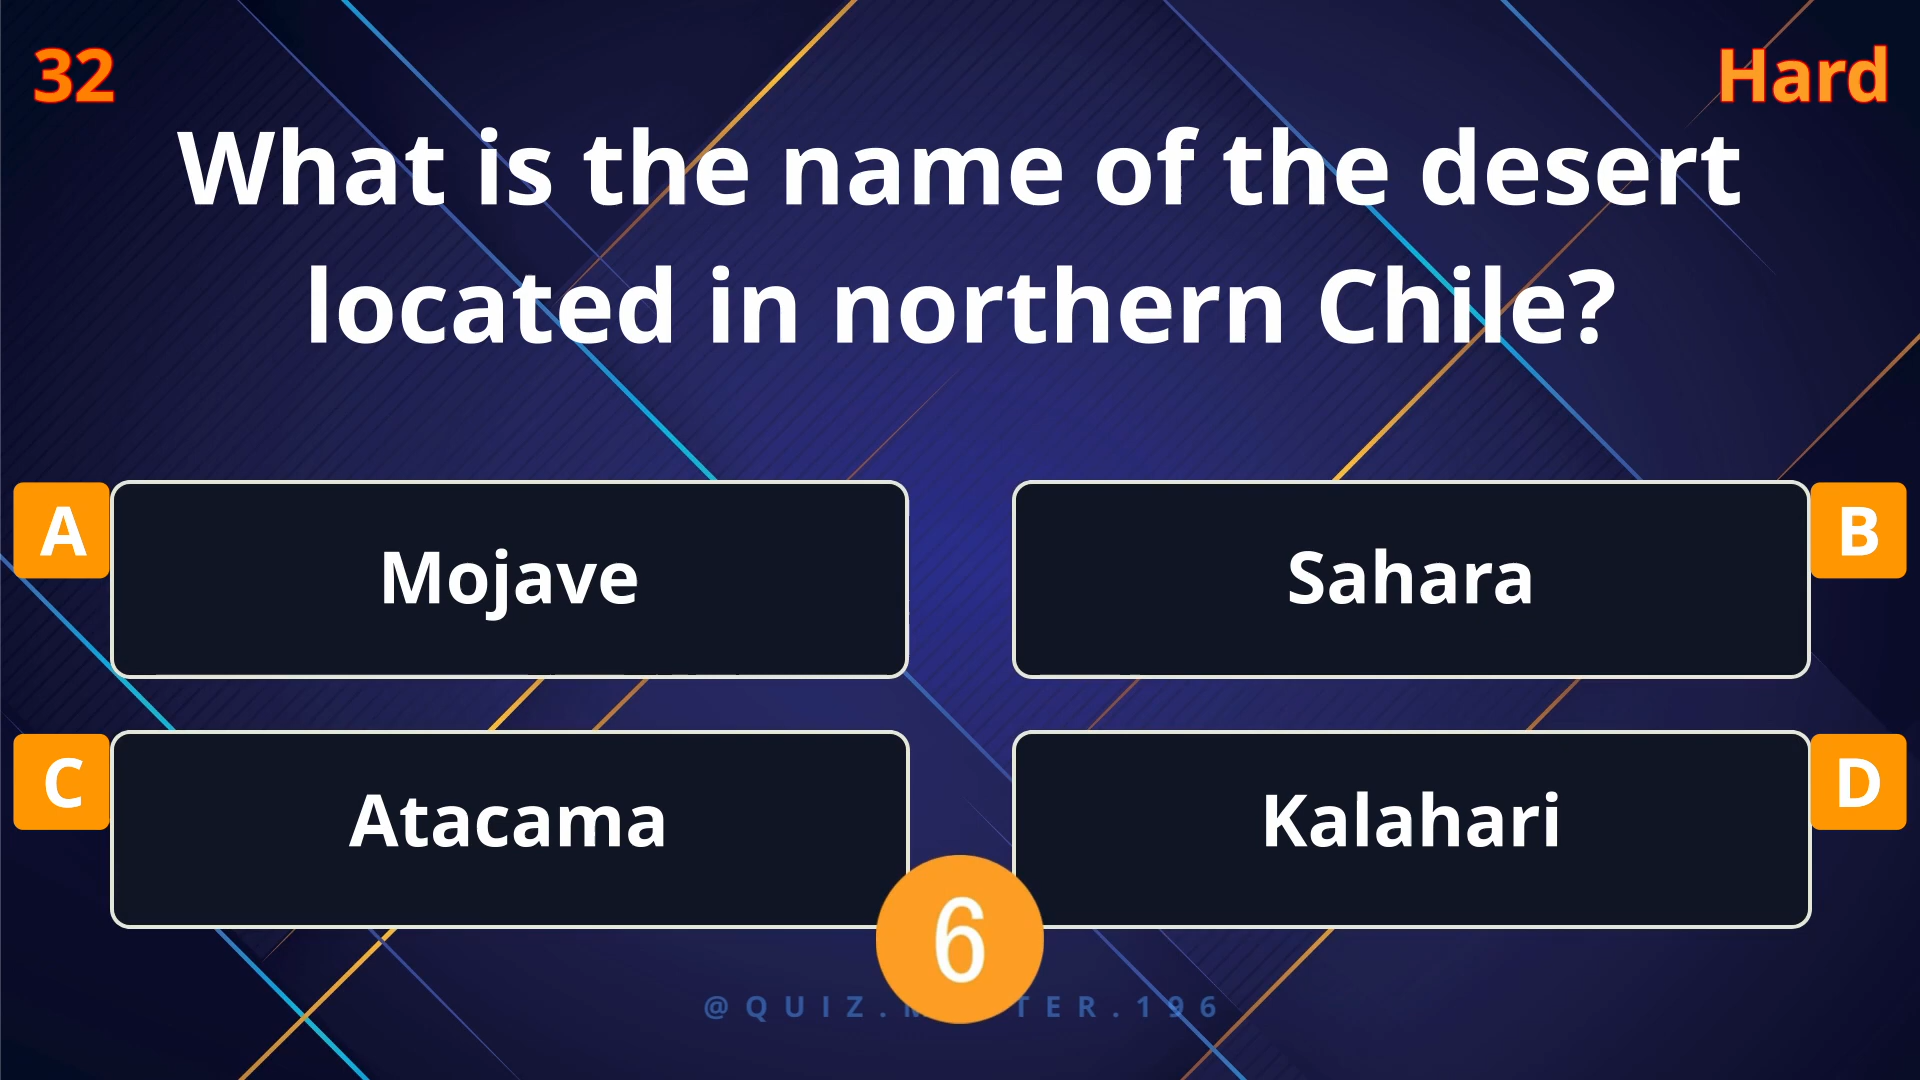 32
Hard
What is the name of the desert
located in northern Chile?
A
Mojave
B
Sahara
C
Atacama
D
Kalahari
6